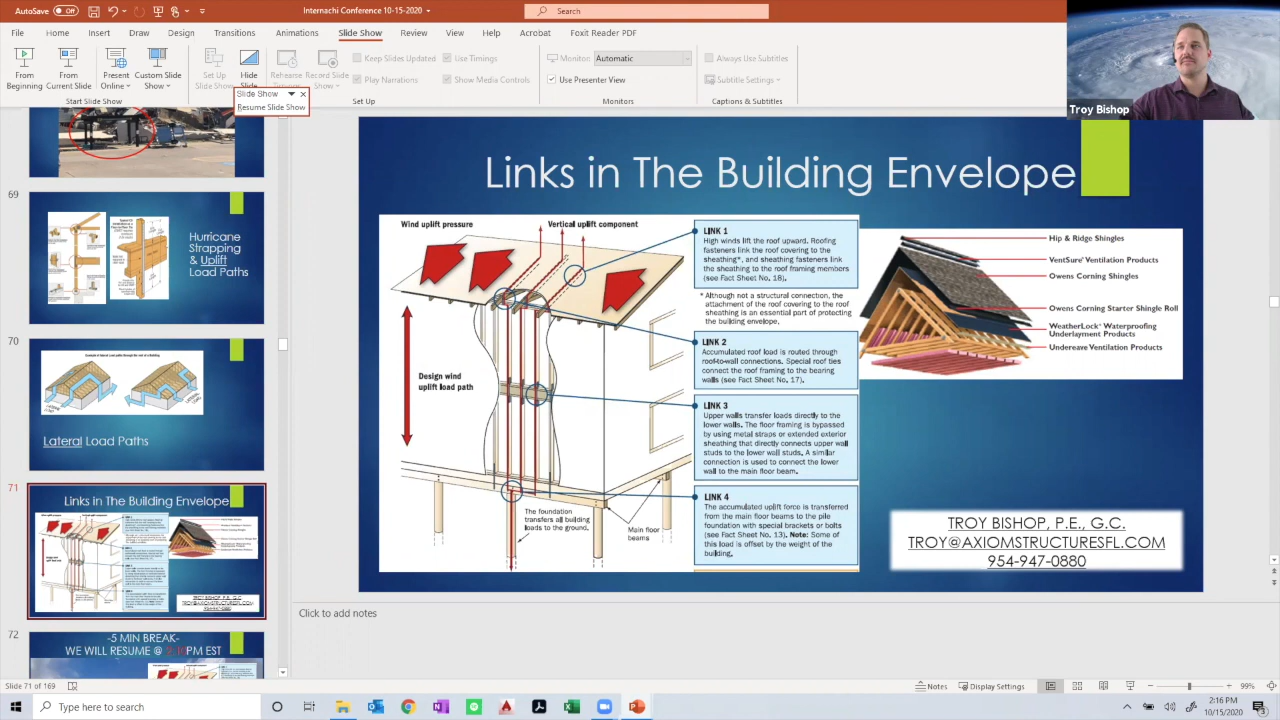 AutoSave Off
Internachi Conference 10-15-2020
Search
File Home Insert Draw Design Transitions Animations Slide Show Review View Help Acrobat Foxit Reader PDF
From Beginning
From Current Slide
Present Online
Custom Slide Show
Set Up Slide Show
Hide Slide
Rehearse Timings
Record Slide Show
Keep Slides Updated
Play Narrations
Use Timings
Show Media Controls
Monitor: Automatic
Use Presenter View
Always Use Subtitles
Subtitle Settings
Start Slide Show
Set Up
Monitors
Captions & Subtitles
Slide Show
Resume Slide Show
Troy Bishop
69
Hurricane
Strapping
& Uplift
Load Paths
70
Lateral Load Paths
71
Links in The Building Envelope
72
-5 MIN BREAK-
WE WILL RESUME @ PM EST
Links in The Building Envelope
Wind uplift pressure
Vertical uplift component
Design wind
uplift load path
The foundation
transfers all building
loads to the ground.
Main floor
beams
LINK 1
High winds lift the roof upward. Roofing
fasteners link the roof covering to the
sheathing*, and sheathing fasteners link
the sheathing to the roof framing members
(see Fact Sheet No. 18).
* Although not a structural connection, the
attachment of the roof covering to the roof
sheathing is an essential part of protecting
the building envelope.
LINK 2
Accumulated roof load is routed through
roof-to-wall connections. Special roof ties
connect the roof framing to the bearing
walls (see Fact Sheet No. 17).
LINK 3
Upper walls transfer loads directly to the
lower walls. The floor framing is bypassed
by using metal straps or extended exterior
sheathing that directly connects upper wall
studs to the lower wall studs. A similar
connection is used to connect the lower
wall to the main floor beam.
LINK 4
The accumulated uplift force is transferred
from the main floor beams to the pile
foundation with special brackets or bolts
(see Fact Sheet No. 13). Note: Some of
this load is offset by the weight of the
building.
Hip & Ridge Shingles
VentSure® Ventilation Products
Owens Corning Shingles
Owens Corning Starter Shingle Roll
WeatherLock® Waterproofing
Underlayment Products
Undereave Ventilation Products
TROY BISHOP, P.E., G.C.
TROY@AXIOMSTRUCTURESFL.COM
954-947-0880
Click to add notes
Slide 71 of 169
Notes
Display Settings
99%
Type here to search
2:16 PM
10/15/2020